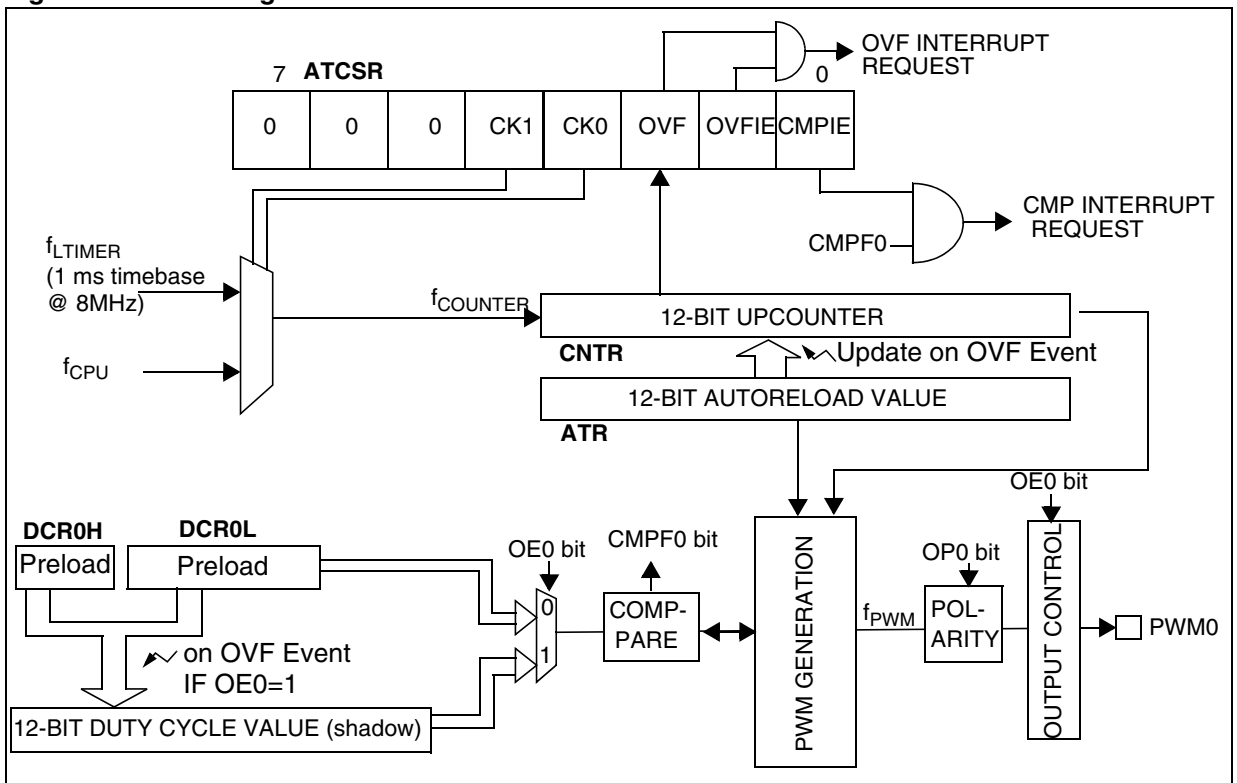 OVF INTERRUPT
REQUEST
7 ATCSR 0
0 0 0 CK1 CK0 OVF OVFIE CMPIE
CMP INTERRUPT
REQUEST
CMPF0
fLTIMER
(1 ms timebase
@ 8MHz)
fCPU
fCOUNTER
12-BIT UPCOUNTER
CNTR
Update on OVF Event
12-BIT AUTORELOAD VALUE
ATR
OE0 bit
DCR0H DCR0L
Preload Preload
OE0 bit
CMPF0 bit
0
1
COMP-
PARE
PWM GENERATION
fPWM
OP0 bit
POL-
ARITY
OUTPUT CONTROL
PWM0
on OVF Event
IF OE0=1
12-BIT DUTY CYCLE VALUE (shadow)